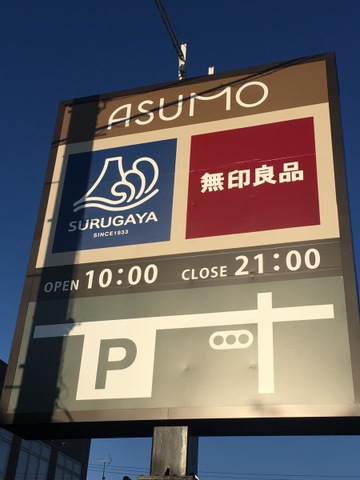 ASUMO
SURUGAYA
SINCE1933
無印良品
OPEN 10:00 CLOSE 21:00
P